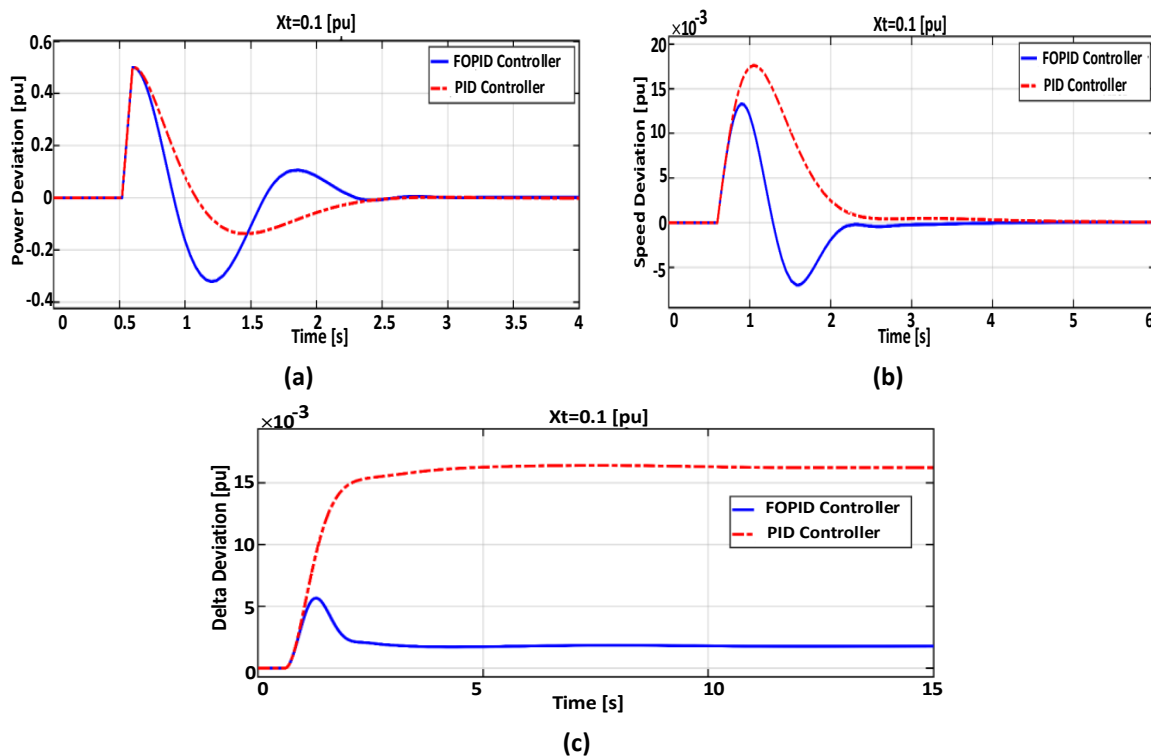 Xt=0.1 [pu]
0.6
0.4
0.2
0
-0.2
-0.4
Power Deviation [pu]
FOPID Controller
PID Controller
0 0.5 1 1.5 2 2.5 3 3.5 4
Time [s]
(a)
×10⁻³
Xt=0.1 [pu]
20
15
10
5
0
-5
Speed Deviation [pu]
FOPID Controller
PID Controller
0 1 2 3 4 5 6
Time [s]
(b)
×10⁻³
Xt=0.1 [pu]
15
10
5
0
Delta Deviation [pu]
FOPID Controller
PID Controller
0 5 10 15
Time [s]
(c)